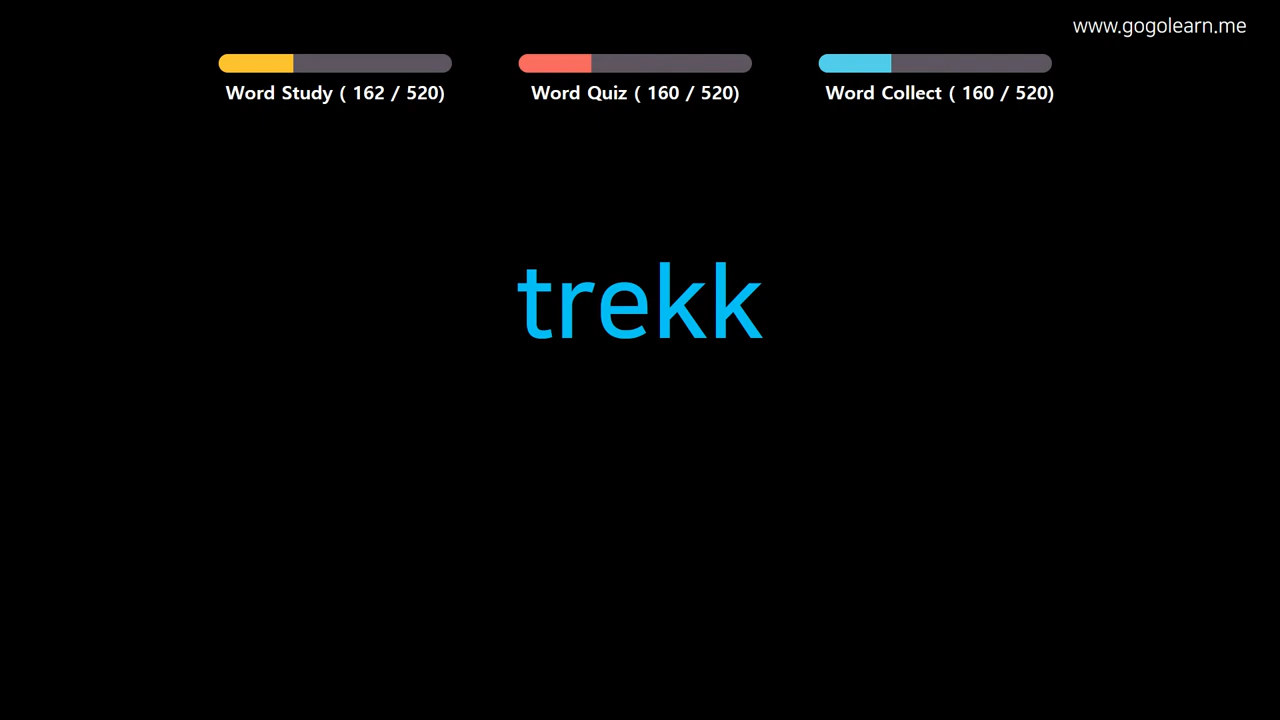 www.gogolearn.me
Word Study ( 162 / 520)
Word Quiz ( 160 / 520)
Word Collect ( 160 / 520)
trekk